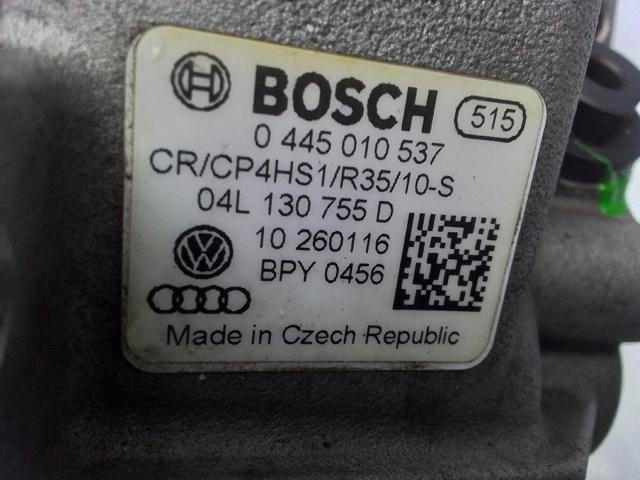 BOSCH 515
0 445 010 537
CR/CP4HS1/R35/10-S
04L 130 755 D
10 260116
BPY 0456
Made in Czech Republic